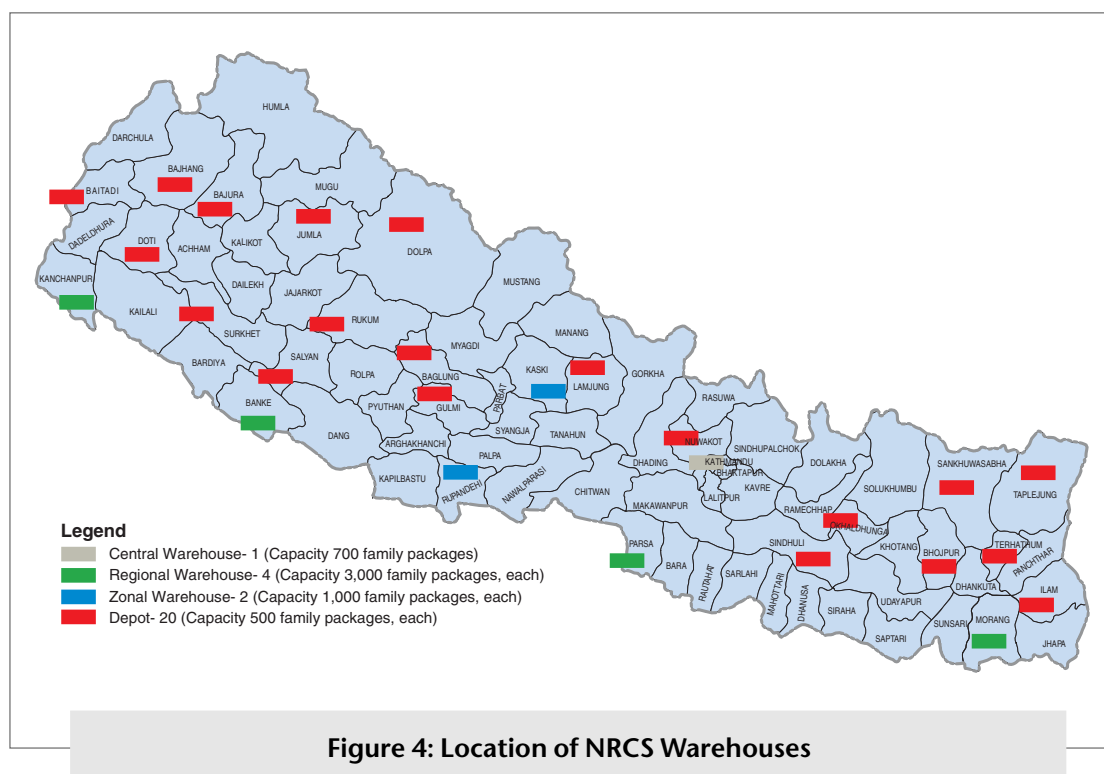 HUMLA
DARCHULA
BAJHANG
BAITADI
BAJURA
MUGU
DADELDHURA
DOTI
ACHHAM
KALIKOT
JUMLA
DOLPA
KANCHANPUR
DAILEKH
JAJARKOT
MUSTANG
KAILALI
SURKHET
RUKUM
MANANG
BARDIYA
SALYAN
ROLPA
MYAGDI
BAGLUNG
KASKI
LAMJUNG
GORKHA
BANKE
PYUTHAN
GULMI
PARBAT
RASUWA
DANG
ARGHAKHANCHI
SYANGJA
TANAHUN
NUWAKOT
SINDHUPALCHOK
KAPILBASTU
PALPA
RUPANDEHI
NAWALPARASI
CHITWAN
DHADING
KATHMANDU
BHAKTAPUR
LALITPUR
KAVRE
DOLAKHA
SANKHUWASABHA
TAPLEJUNG
SOLUKHUMBU
MAKAWANPUR
RAMECHHAP
OKHALDHUNGA
PARSA
BARA
RAUTAHAT
SARLAHI
MAHOTTARI
DHANUSA
SINDHULI
KHOTANG
BHOJPUR
TERHATHUM
PANCHTHAR
DHANKUTA
ILAM
SIRAHA
UDAYAPUR
SAPTARI
SUNSARI
MORANG
JHAPA
Legend
Central Warehouse- 1 (Capacity 700 family packages)
Regional Warehouse- 4 (Capacity 3,000 family packages, each)
Zonal Warehouse- 2 (Capacity 1,000 family packages, each)
Depot- 20 (Capacity 500 family packages, each)
Figure 4: Location of NRCS Warehouses